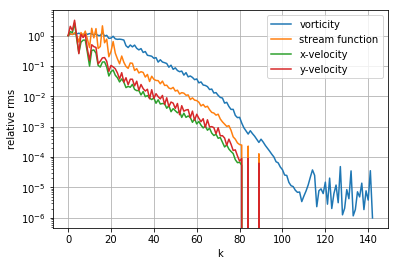 vorticity
stream function
x-velocity
y-velocity
relative rms
10⁰
10⁻¹
10⁻²
10⁻³
10⁻⁴
10⁻⁵
10⁻⁶
0 20 40 60 80 100 120 140
k